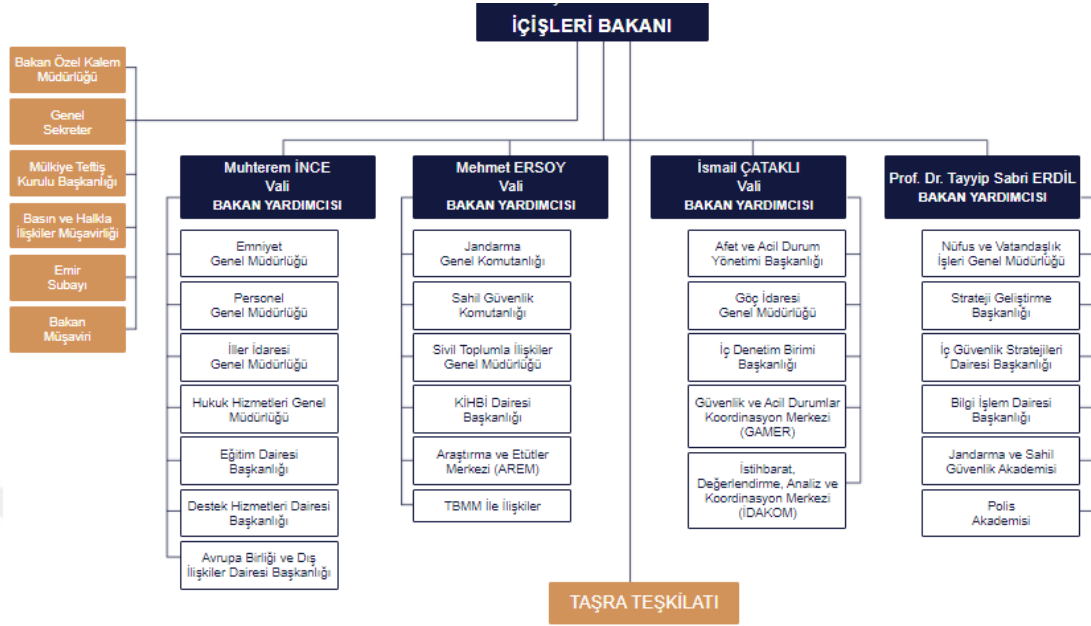 İÇİŞLERİ BAKANI
Bakan Özel Kalem
Müdürlüğü
Genel
Sekreter
Mülkiye Teftiş
Kurulu Başkanlığı
Basın ve Halkla
İlişkiler Müşavirliği
Emir
Subayı
Bakan
Müşaviri
Muhterem İNCE
Vali
BAKAN YARDIMCISI
Emniyet
Genel Müdürlüğü
Personel
Genel Müdürlüğü
İller İdaresi
Genel Müdürlüğü
Hukuk Hizmetleri Genel
Müdürlüğü
Eğitim Dairesi
Başkanlığı
Destek Hizmetleri Dairesi
Başkanlığı
Avrupa Birliği ve Dış
İlişkiler Dairesi Başkanlığı
Mehmet ERSOY
Vali
BAKAN YARDIMCISI
Jandarma
Genel Komutanlığı
Sahil Güvenlik
Komutanlığı
Sivil Toplumla İlişkiler
Genel Müdürlüğü
KİHBİ Dairesi
Başkanlığı
Araştırma ve Etütler
Merkezi (AREM)
TBMM İle İlişkiler
İsmail ÇATAKLI
Vali
BAKAN YARDIMCISI
Afet ve Acil Durum
Yönetimi Başkanlığı
Göç İdaresi
Genel Müdürlüğü
İç Denetim Birimi
Başkanlığı
Güvenlik ve Acil Durumlar
Koordinasyon Merkezi
(GAMER)
İstihbarat,
Değerlendirme, Analiz ve
Koordinasyon Merkezi
(İDAKOM)
Prof. Dr. Tayyip Sabri ERDİL
BAKAN YARDIMCISI
Nüfus ve Vatandaşlık
İşleri Genel Müdürlüğü
Strateji Geliştirme
Başkanlığı
İç Güvenlik Stratejileri
Dairesi Başkanlığı
Bilgi İşlem Dairesi
Başkanlığı
Jandarma ve Sahil
Güvenlik Akademisi
Polis
Akademisi
TAŞRA TEŞKİLATI